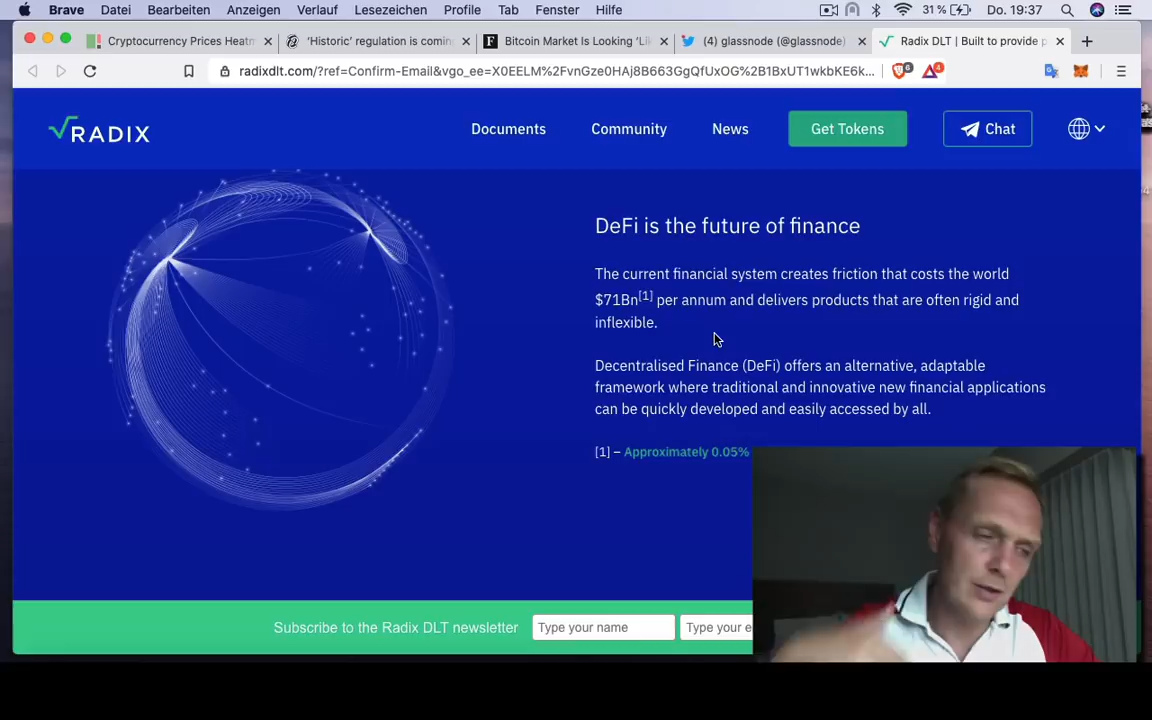 Brave Datei Bearbeiten Anzeigen Verlauf Lesezeichen Profile Tab Fenster Hilfe 31 % Do. 19:37
Cryptocurrency Prices Heatm
'Historic' regulation is coming
Bitcoin Market Is Looking 'Li
(4) glassnode (@glassnode)
Radix DLT | Built to provide p
radixdlt.com/?ref=Confirm-Email&vgo_ee=X0EELM%2FvnGze0HAj8B663GgQfUxOG%2B1BxUT1wkbKE6k... 6 4
RADIX Documents Community News Get Tokens Chat
DeFi is the future of finance
The current financial system creates friction that costs the world
$71Bn[1] per annum and delivers products that are often rigid and
inflexible.
Decentralised Finance (DeFi) offers an alternative, adaptable
framework where traditional and innovative new financial applications
can be quickly developed and easily accessed by all.
[1] – Approximately 0.05%
Subscribe to the Radix DLT newsletter Type your name Type your e